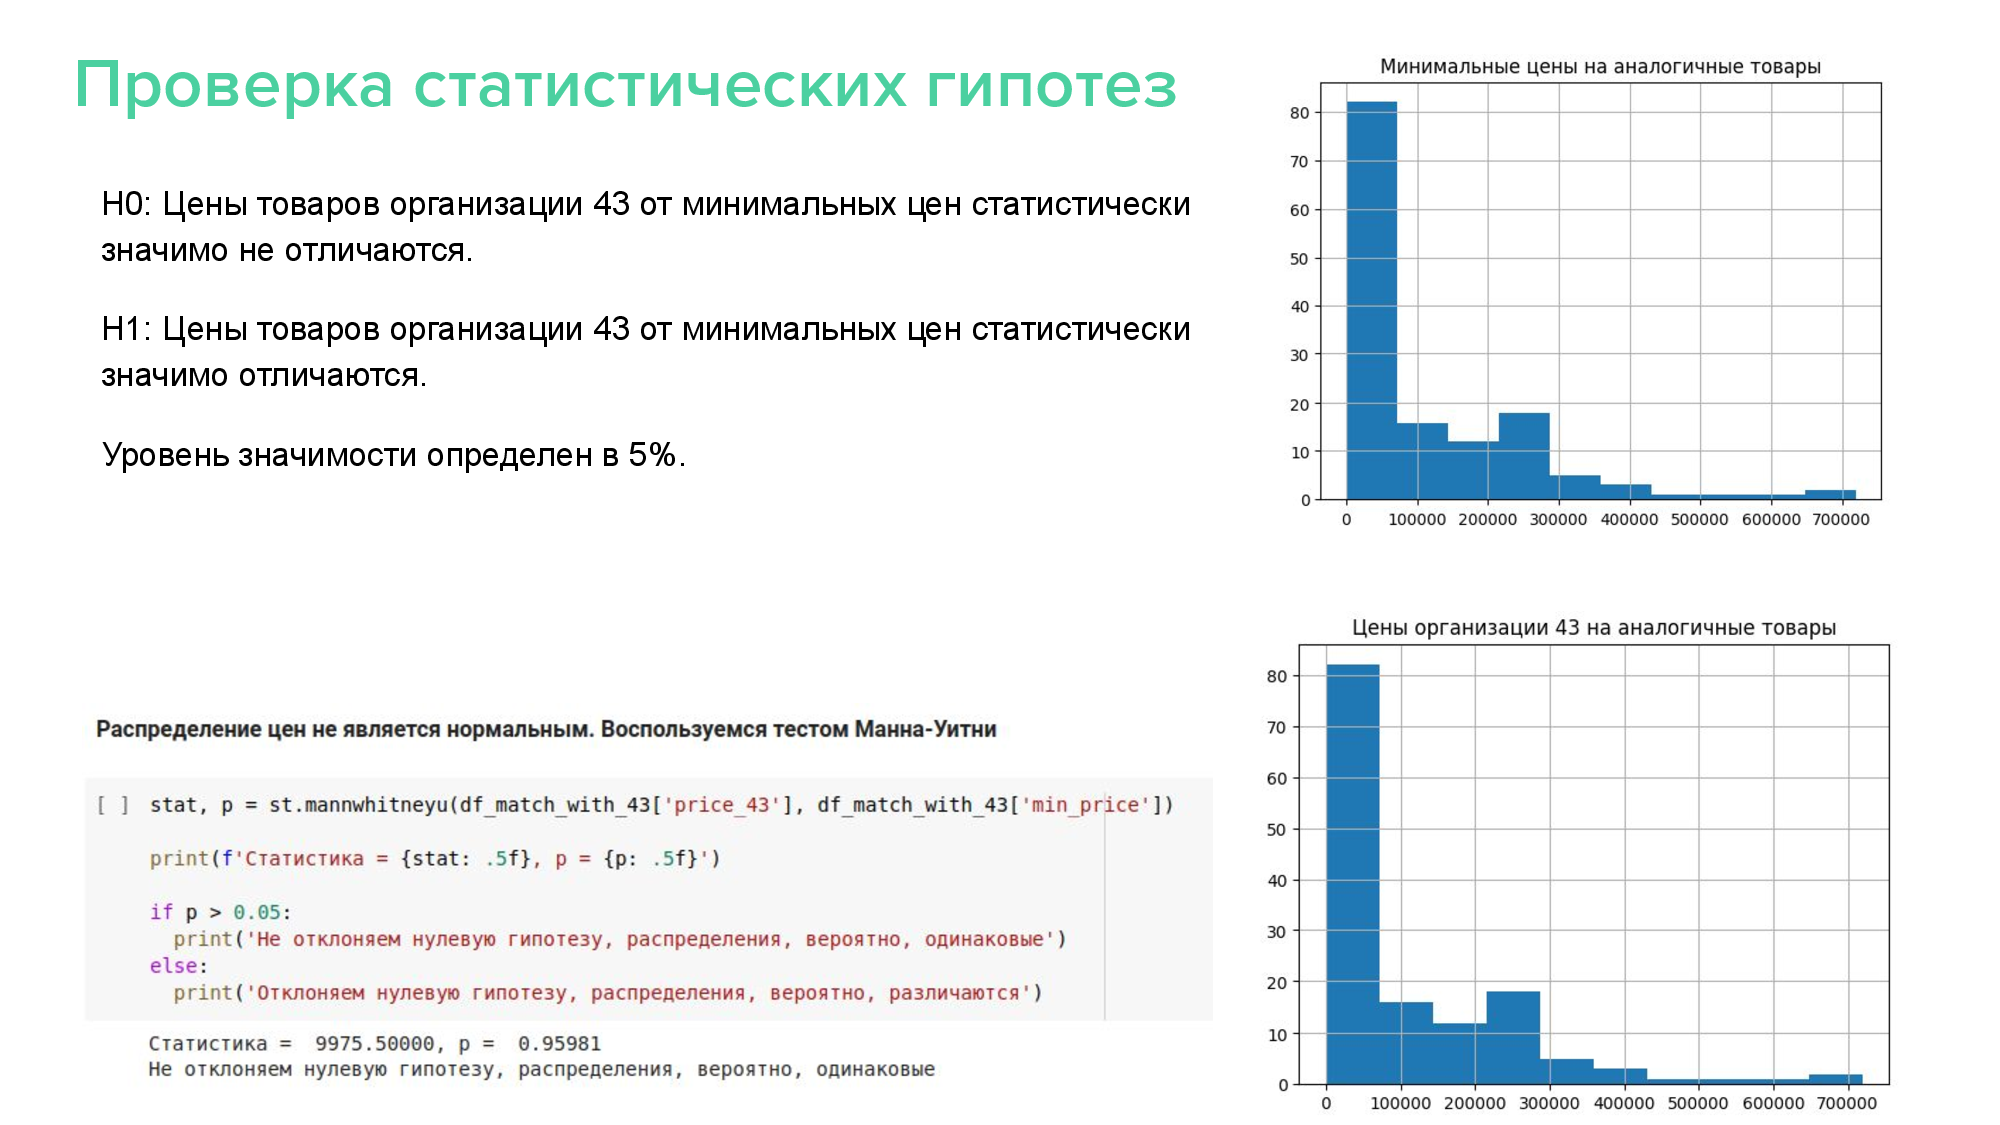 Проверка статистических гипотез
H0: Цены товаров организации 43 от минимальных цен статистически
значимо не отличаются.
H1: Цены товаров организации 43 от минимальных цен статистически
значимо отличаются.
Уровень значимости определен в 5%.
Распределение цен не является нормальным. Воспользуемся тестом Манна-Уитни
[ ] stat, p = st.mannwhitneyu(df_match_with_43['price_43'], df_match_with_43['min_price'])
print(f'Статистика = {stat: .5f}, p = {p: .5f}')
if p > 0.05:
print('Не отклоняем нулевую гипотезу, распределения, вероятно, одинаковые')
else:
print('Отклоняем нулевую гипотезу, распределения, вероятно, различаются')
Статистика =  9975.50000, p =  0.95981
Не отклоняем нулевую гипотезу, распределения, вероятно, одинаковые
Минимальные цены на аналогичные товары
80
70
60
50
40
30
20
10
0
0 100000 200000 300000 400000 500000 600000 700000
Цены организации 43 на аналогичные товары
80
70
60
50
40
30
20
10
0
0 100000 200000 300000 400000 500000 600000 700000